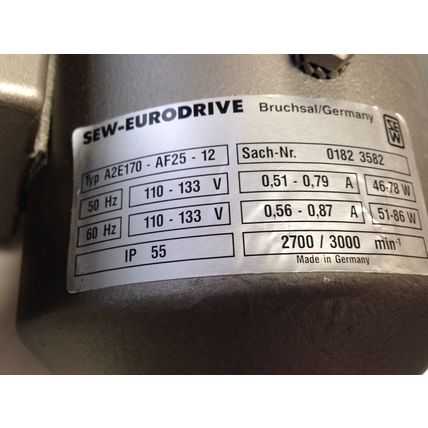 SEW-EURODRIVE Bruchsal/Germany
SEW
Typ A2E170 - AF25 - 12 Sach-Nr. 0182 3582
50 Hz 110 - 133 V 0,51 - 0,79 A 46-78 W
60 Hz 110 - 133 V 0,56 - 0,87 A 51-86 W
IP 55 2700 / 3000 min-1
Made in Germany